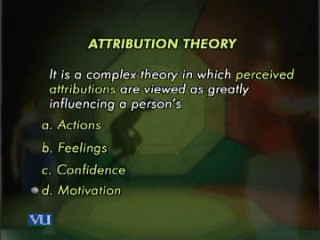 ATTRIBUTION THEORY
It is a complex theory in which perceived
attributions are viewed as greatly
influencing a person's
a. Actions
b. Feelings
c. Confidence
d. Motivation
VU